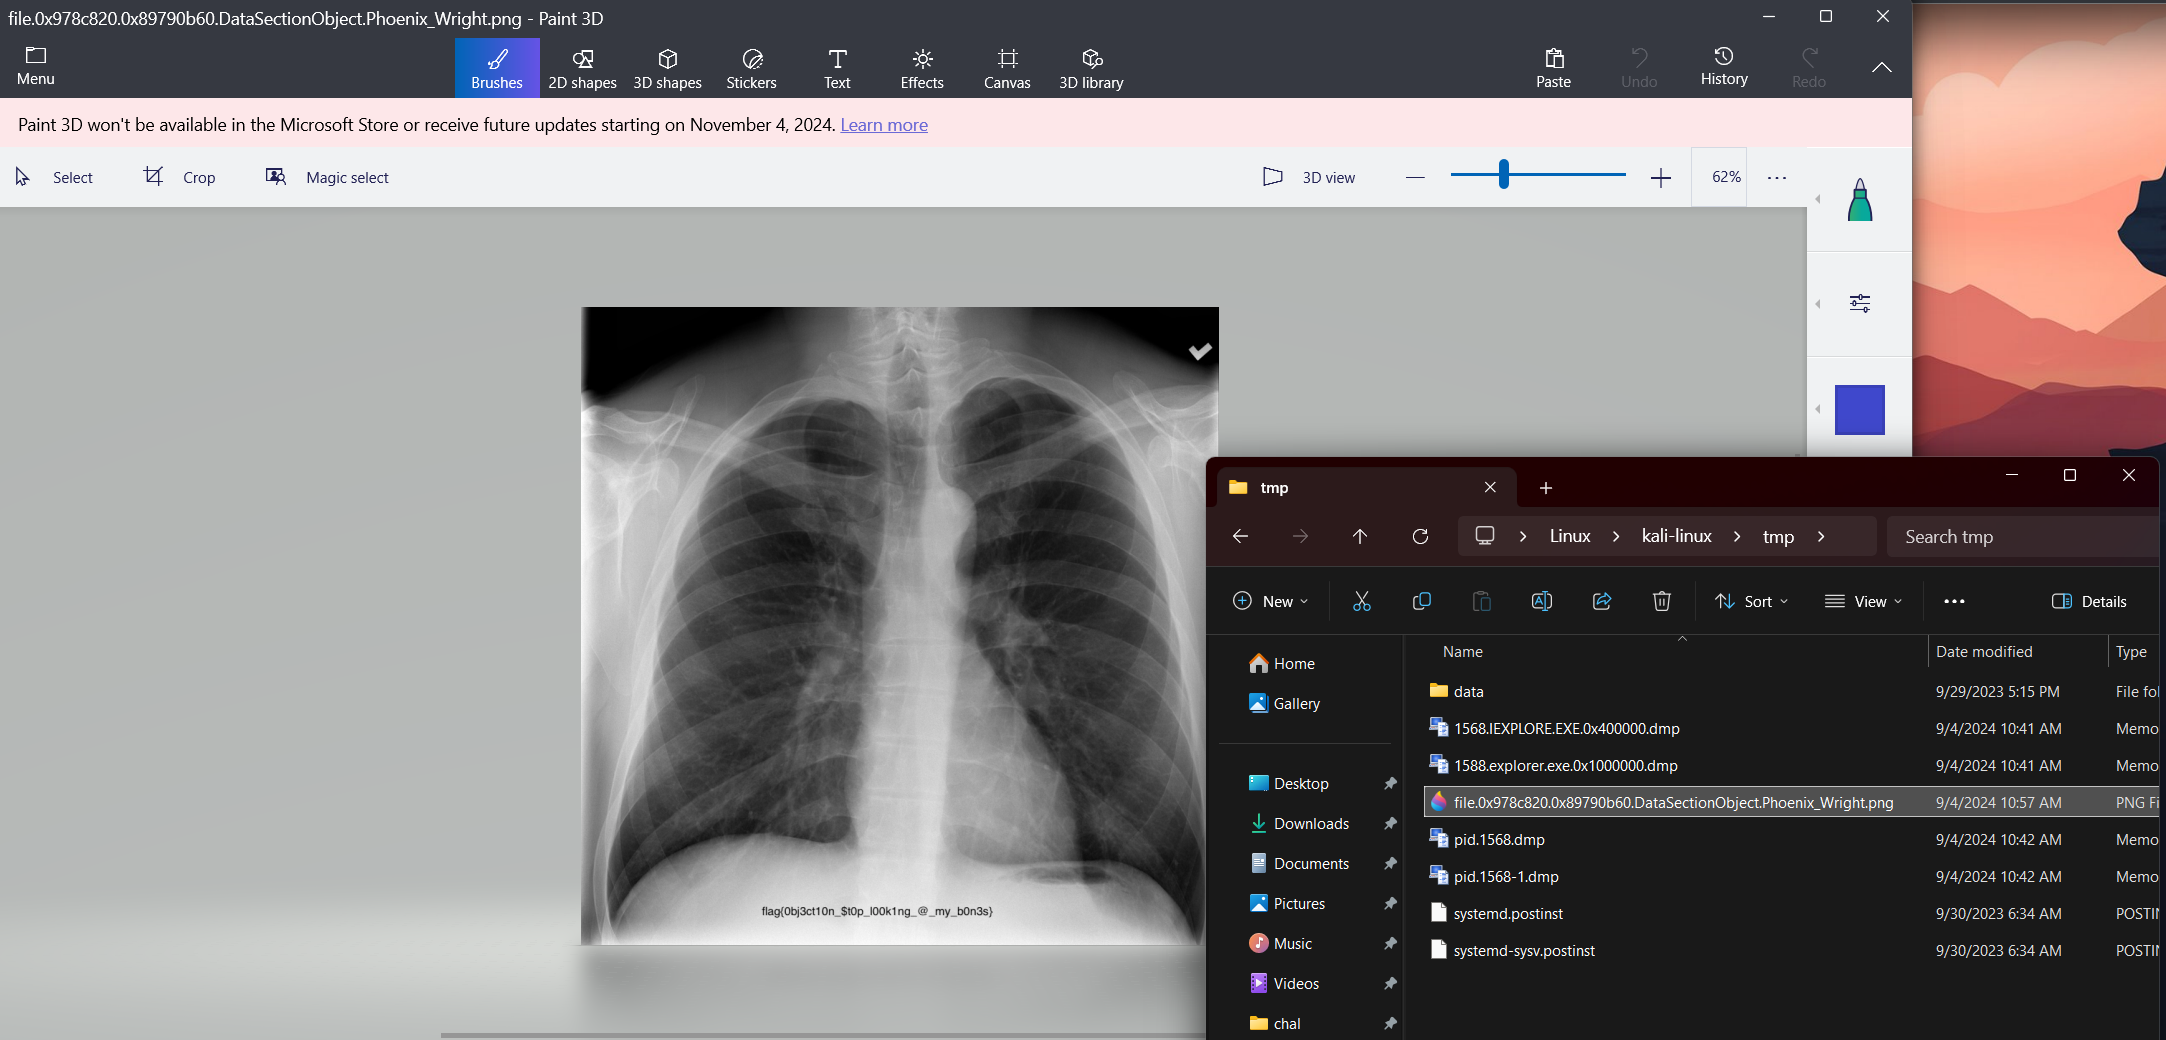 file.0x978c820.0x89790b60.DataSectionObject.Phoenix_Wright.png - Paint 3D
Menu
Brushes
2D shapes
3D shapes
Stickers
Text
Effects
Canvas
3D library
Paste
Undo
History
Redo
Paint 3D won't be available in the Microsoft Store or receive future updates starting on November 4, 2024. Learn more
Select
Crop
Magic select
3D view
62%
flag{0bj3ct10n_$t0p_l00k1ng_@_my_b0n3s}
tmp
Linux
kali-linux
tmp
Search tmp
New
Sort
View
Details
Home
Gallery
Desktop
Downloads
Documents
Pictures
Music
Videos
chal
Name Date modified Type
data 9/29/2023 5:15 PM File fol
1568.IEXPLORE.EXE.0x400000.dmp 9/4/2024 10:41 AM Memo
1588.explorer.exe.0x1000000.dmp 9/4/2024 10:41 AM Memo
file.0x978c820.0x89790b60.DataSectionObject.Phoenix_Wright.png 9/4/2024 10:57 AM PNG Fi
pid.1568.dmp 9/4/2024 10:42 AM Memo
pid.1568-1.dmp 9/4/2024 10:42 AM Memo
systemd.postinst 9/30/2023 6:34 AM POSTIN
systemd-sysv.postinst 9/30/2023 6:34 AM POSTIN